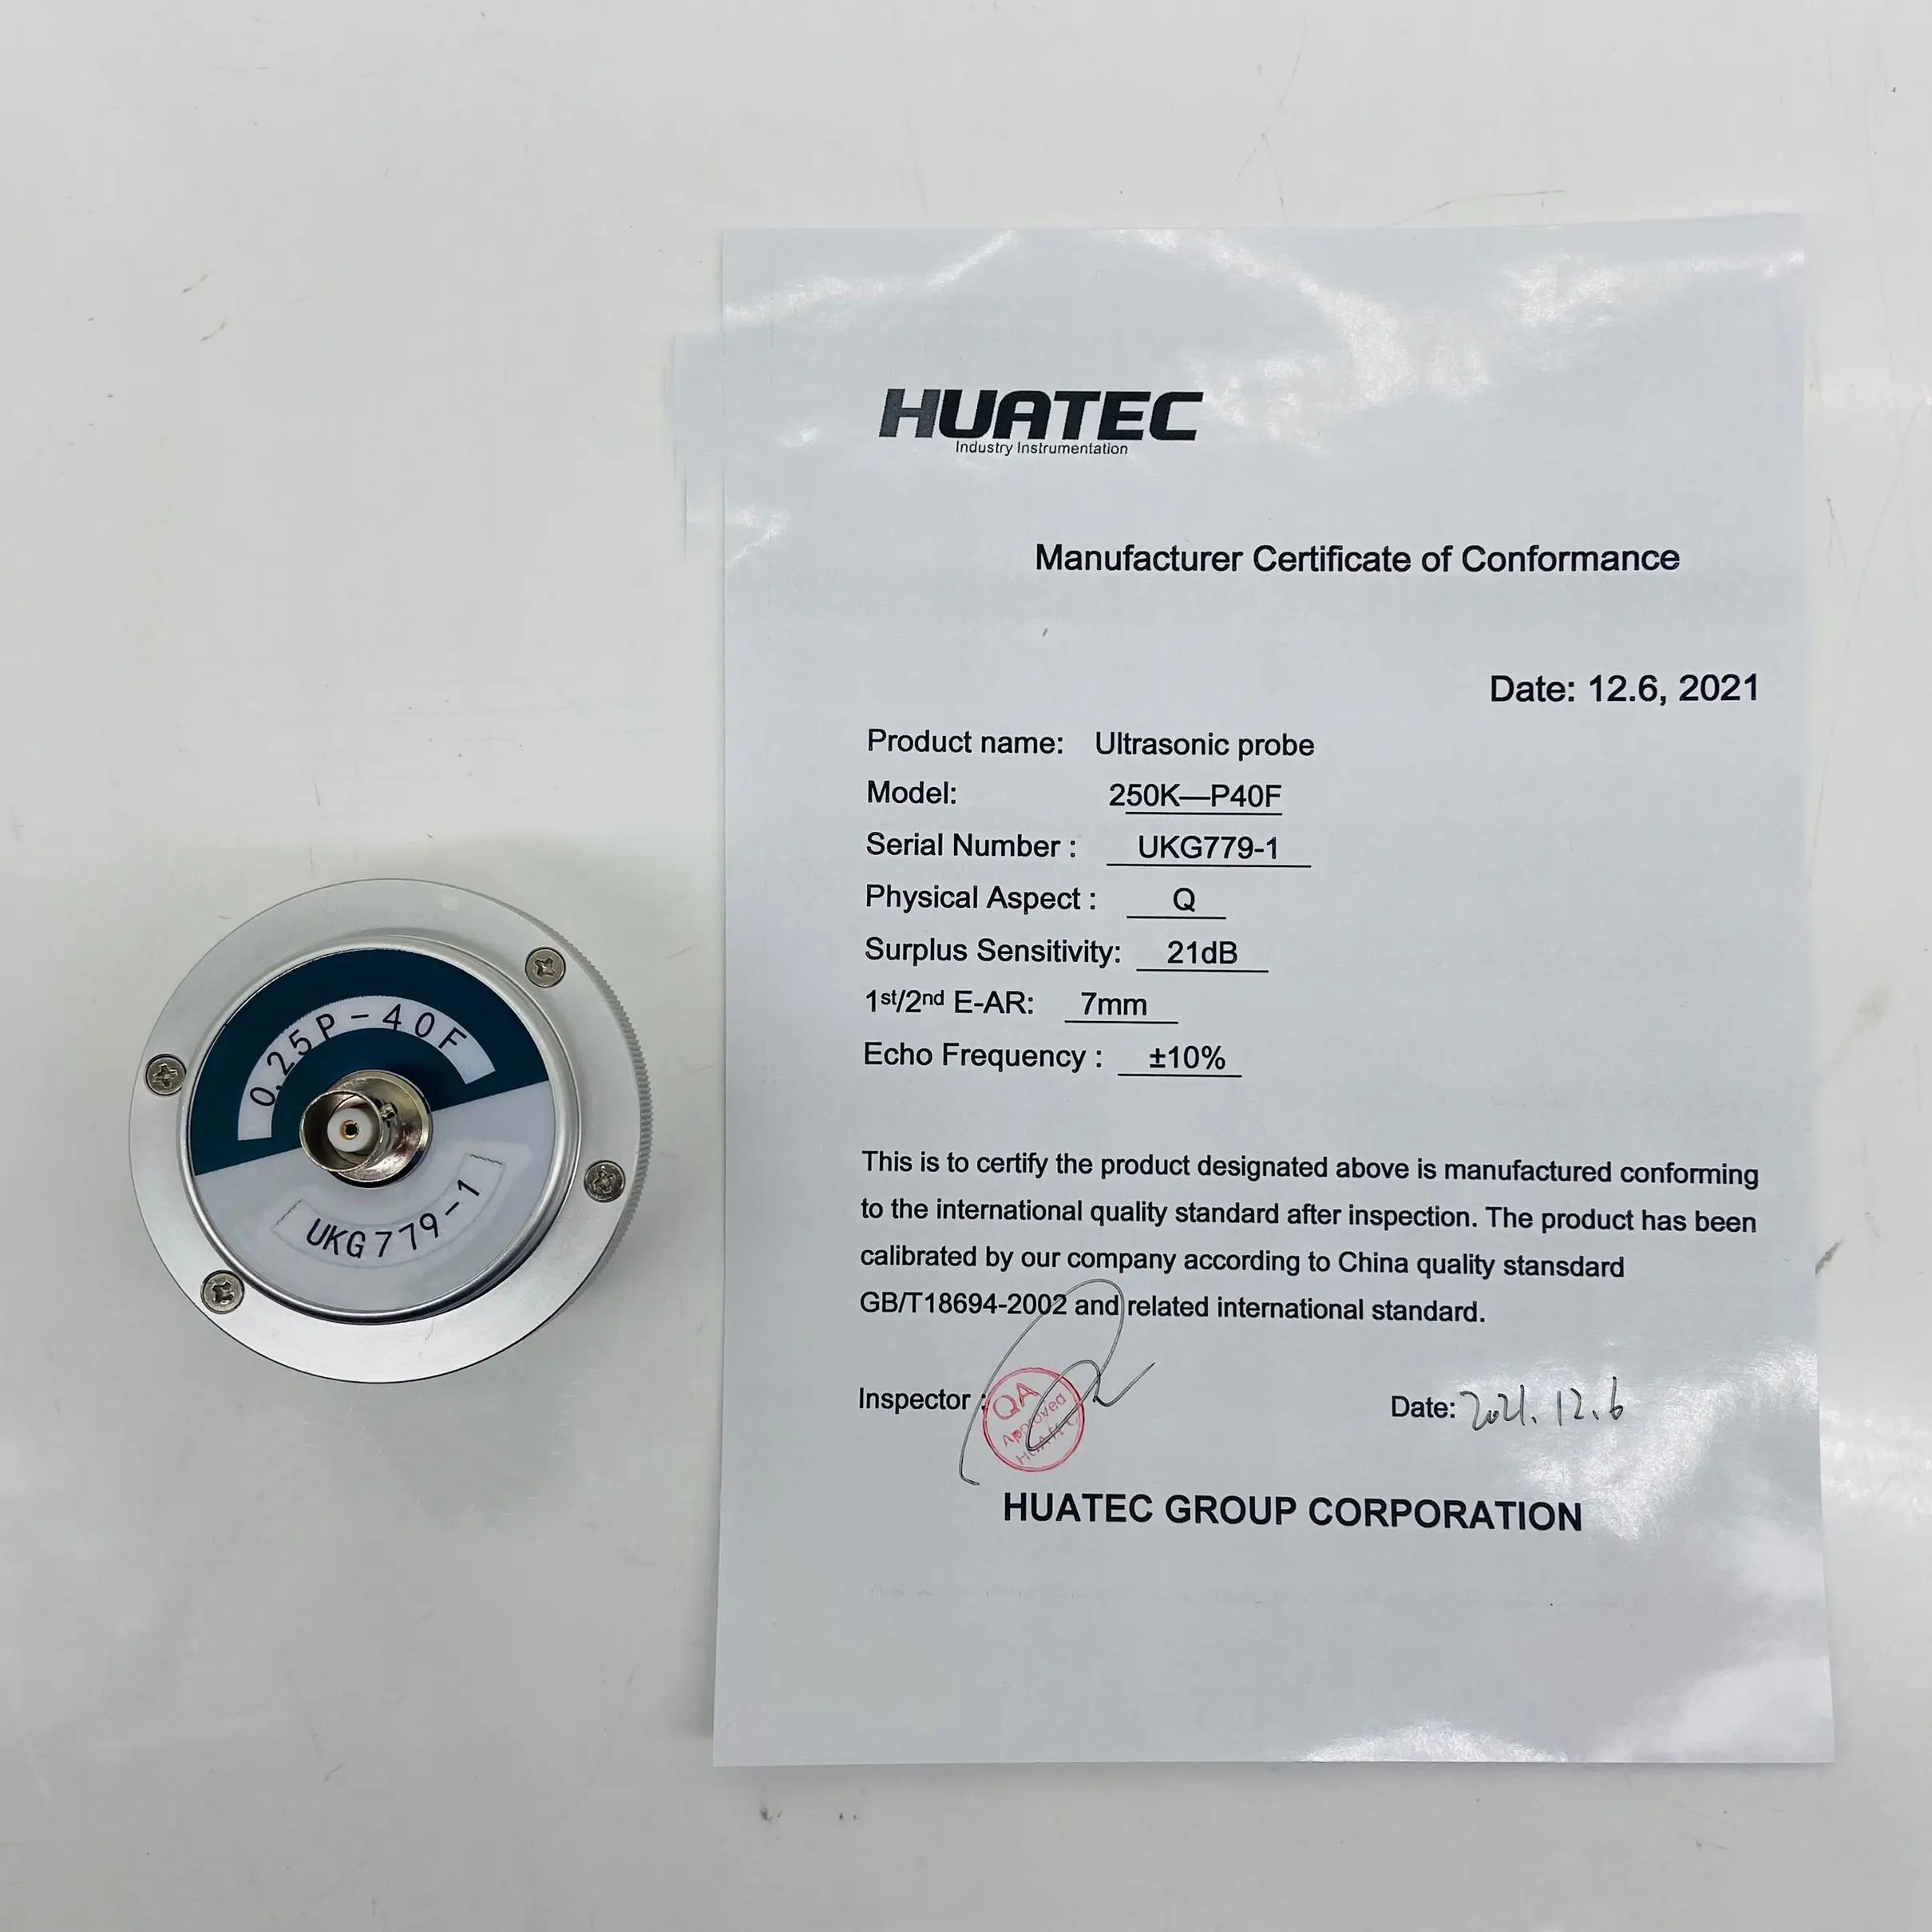 0.25P-40F
UKG779-1
HUATEC
Industry Instrumentation
Manufacturer Certificate of Conformance
Date: 12.6, 2021
Product name: Ultrasonic probe
Model: 250K—P40F
Serial Number : UKG779-1
Physical Aspect : Q
Surplus Sensitivity: 21dB
1st/2nd E-AR: 7mm
Echo Frequency : ±10%
This is to certify the product designated above is manufactured conforming
to the international quality standard after inspection. The product has been
calibrated by our company according to China quality stansdard
GB/T18694-2002 and related international standard.
Inspector :
QA
Approved
Date: 2021.12.6
HUATEC GROUP CORPORATION